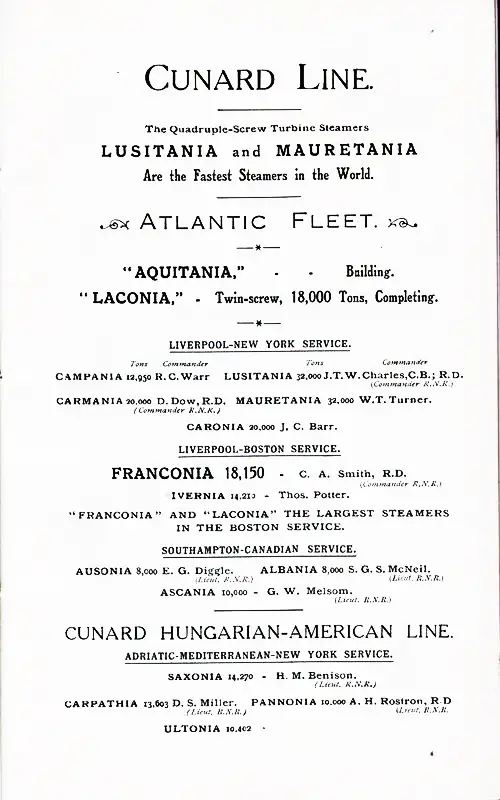 CUNARD LINE.
The Quadruple-Screw Turbine Steamers
LUSITANIA and MAURETANIA
Are the Fastest Steamers in the World.
ATLANTIC FLEET.
"AQUITANIA," - - Building.
"LACONIA," - Twin-screw, 18,000 Tons, Completing.
LIVERPOOL-NEW YORK SERVICE.
Tons Commander Tons Commander
CAMPANIA 12,950 R. C. Warr LUSITANIA 32,000 J. T. W. Charles, C.B.; R.D.
(Commander R.N.R.)
CARMANIA 20,000 D. Dow, R.D. MAURETANIA 32,000 W. T. Turner.
(Commander R.N.R.)
CARONIA 20,000 J. C. Barr.
LIVERPOOL-BOSTON SERVICE.
FRANCONIA 18,150 - C. A. Smith, R.D.
(Commander R.N.R.)
IVERNIA 14,210 - Thos. Potter.
"FRANCONIA" AND "LACONIA" THE LARGEST STEAMERS
IN THE BOSTON SERVICE.
SOUTHAMPTON-CANADIAN SERVICE.
AUSONIA 8,000 E. G. Diggle. ALBANIA 8,000 S. G. S. McNeil.
(Lieut. R.N.R.) (Lieut. R.N.R.)
ASCANIA 10,000 - G. W. Melsom.
(Lieut. R.N.R.)
CUNARD HUNGARIAN-AMERICAN LINE.
ADRIATIC-MEDITERRANEAN-NEW YORK SERVICE.
SAXONIA 14,270 - H. M. Benison.
(Lieut. R.N.R.)
CARPATHIA 13,603 D. S. Miller. PANNONIA 10,000 A. H. Rostron, R.D
(Lieut. R.N.R.) (Lieut. R.N.R.
ULTONIA 10,402 -